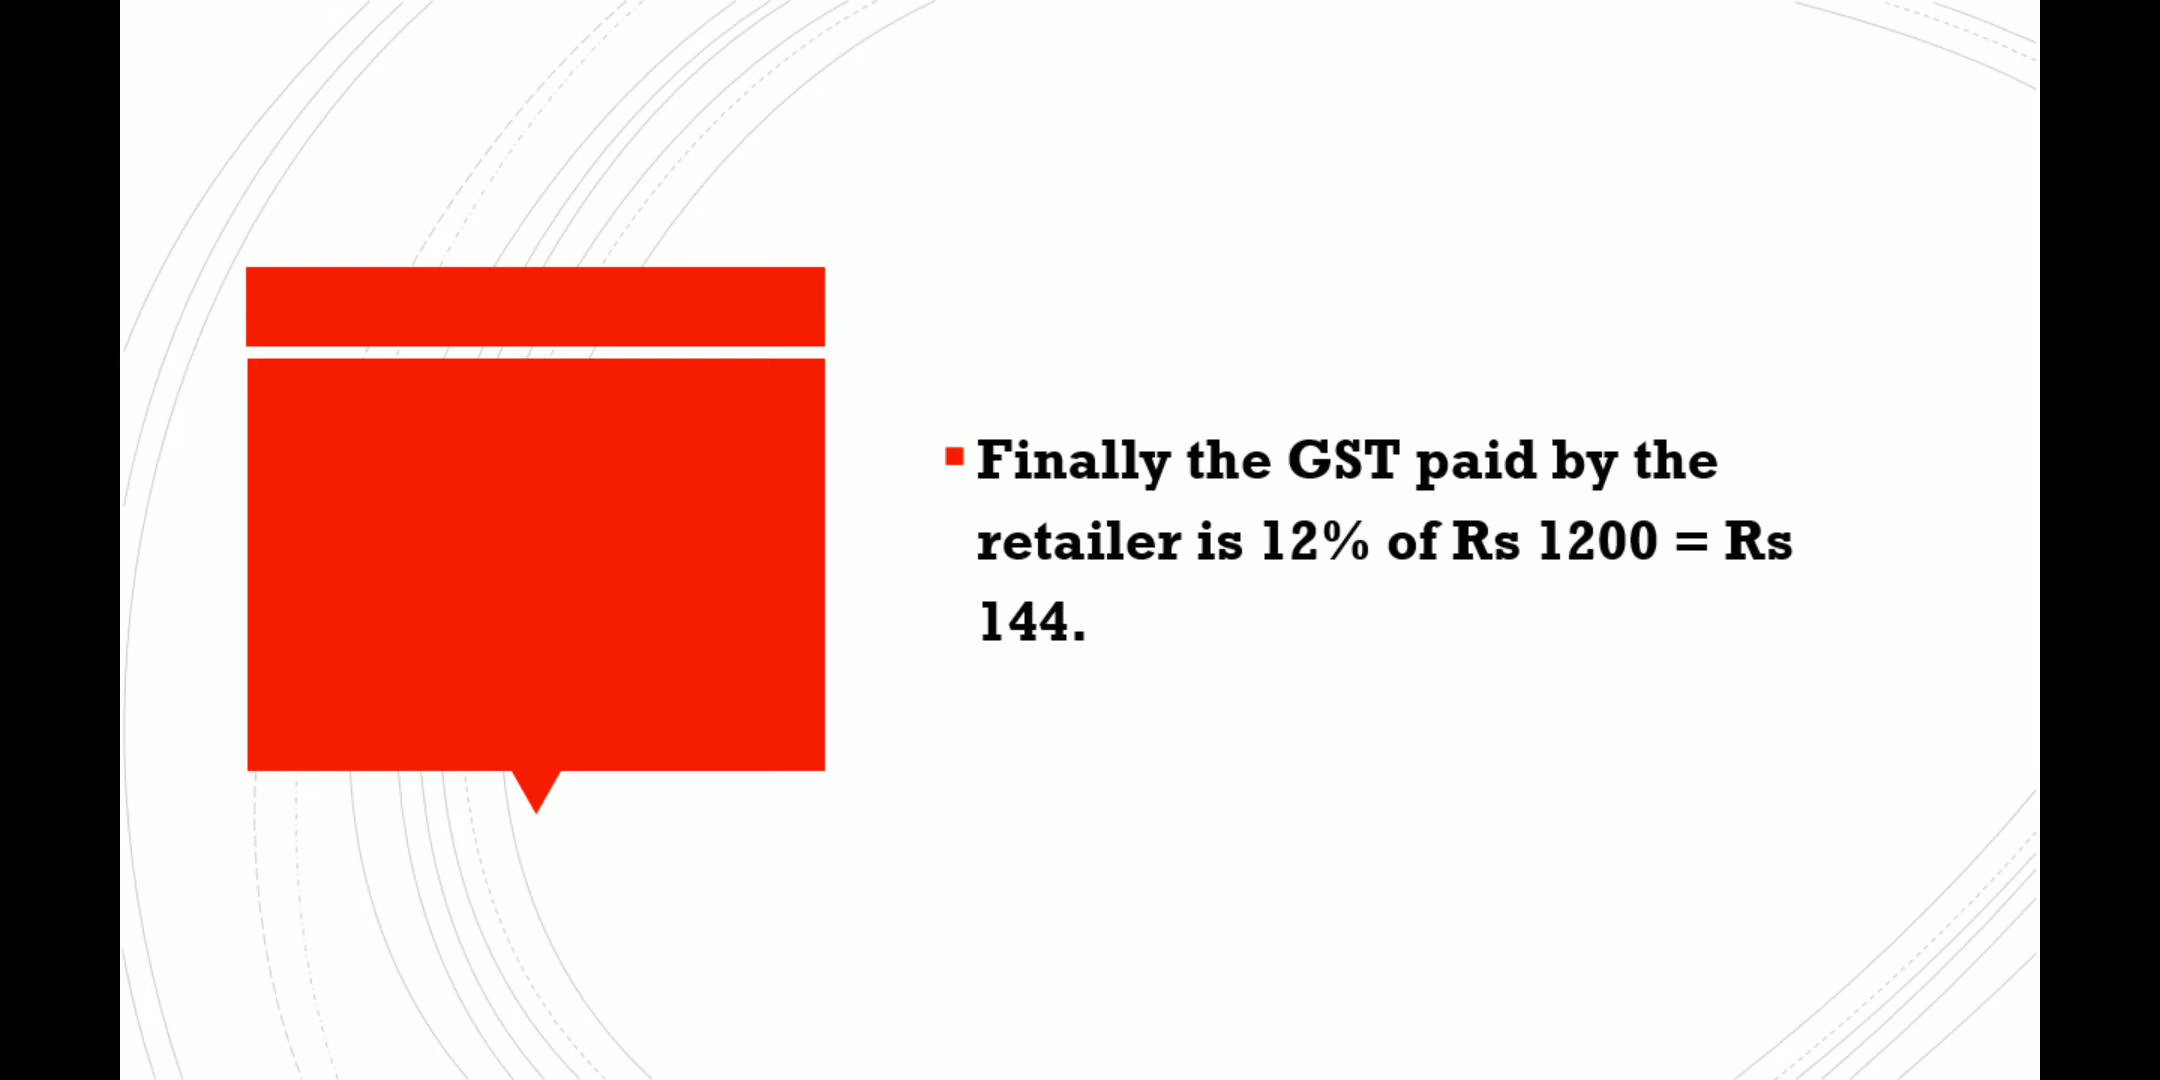 Finally the GST paid by the
retailer is 12% of Rs 1200 = Rs
144.